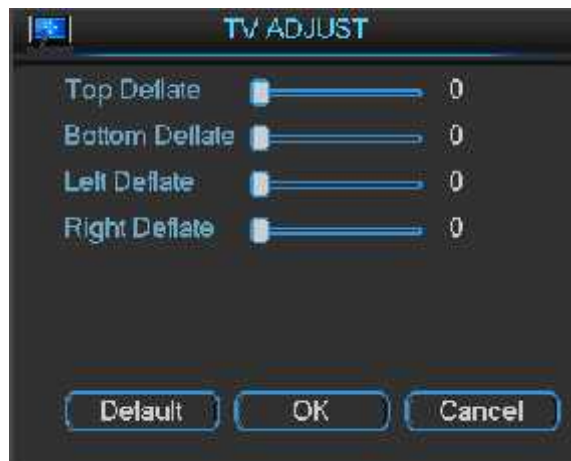 TV ADJUST
Top Deflate 0
Bottom Deflate 0
Left Deflate 0
Right Deflate 0
Default OK Cancel